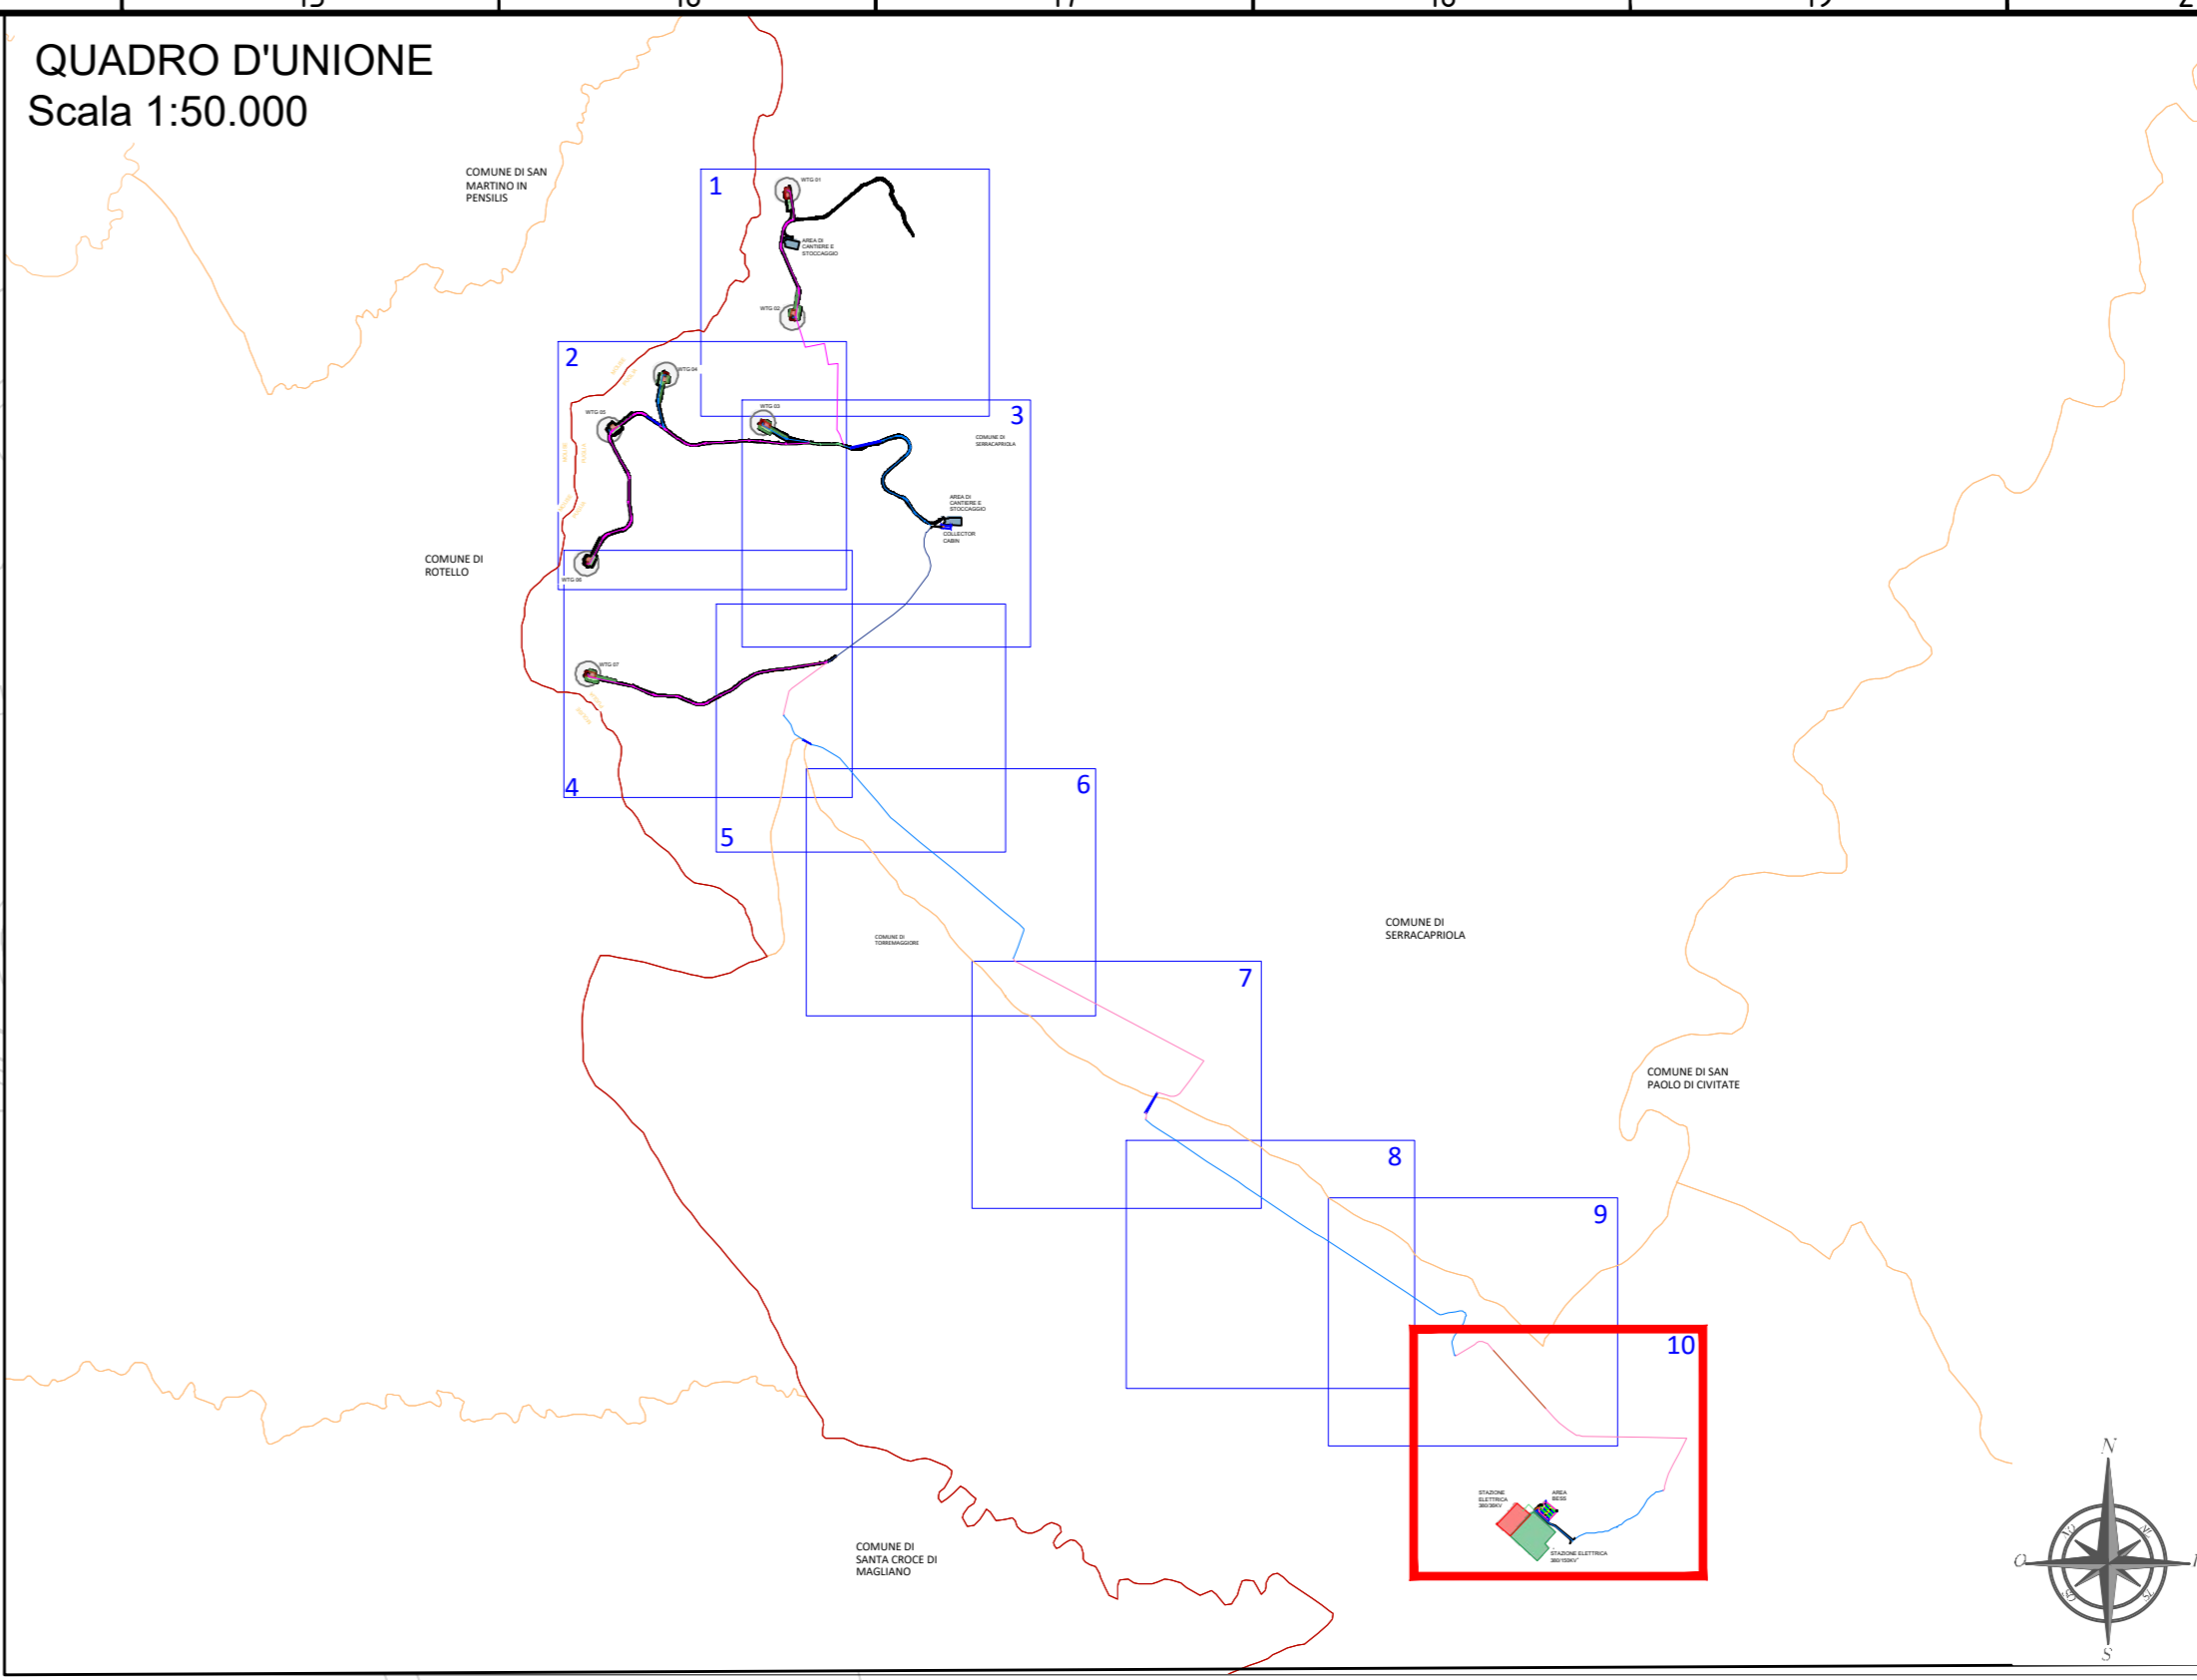 QUADRO D'UNIONE
Scala 1:50.000
COMUNE DI SAN
MARTINO IN
PENSILIS
1
WTG 01
AREA DI
CANTIERE E
STOCCAGGIO
WTG 02
2
WTG 04
WTG 03
WTG 05
3
COMUNE DI
SERRACAPRIOLA
AREA DI
CANTIERE E
STOCCAGGIO
COLLECTOR
CABIN
COMUNE DI
ROTELLO
WTG 06
WTG 07
4
5
6
COMUNE DI
TORREMAGGIORE
COMUNE DI
SERRACAPRIOLA
7
COMUNE DI SAN
PAOLO DI CIVITATE
8
9
10
STAZIONE
ELETTRICA
380/36KV
AREA
BESS
STAZIONE ELETTRICA
380/150KV
COMUNE DI
SANTA CROCE DI
MAGLIANO
N
O
S